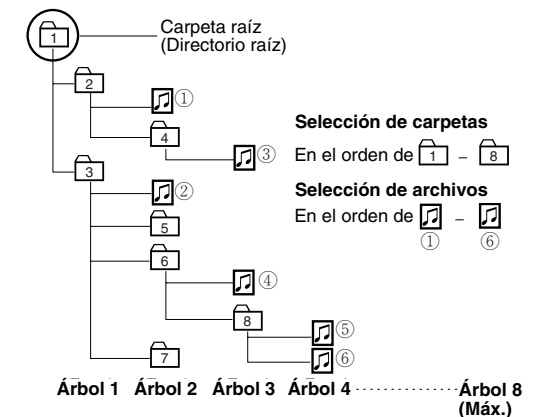 1
Carpeta raíz
(Directorio raíz)
2
①
4
③
3
②
5
6
④
8
⑤
⑥
7
Selección de carpetas
En el orden de 1 – 8
Selección de archivos
En el orden de –
① ⑥
Árbol 1 Árbol 2 Árbol 3 Árbol 4 Árbol 8
(Máx.)